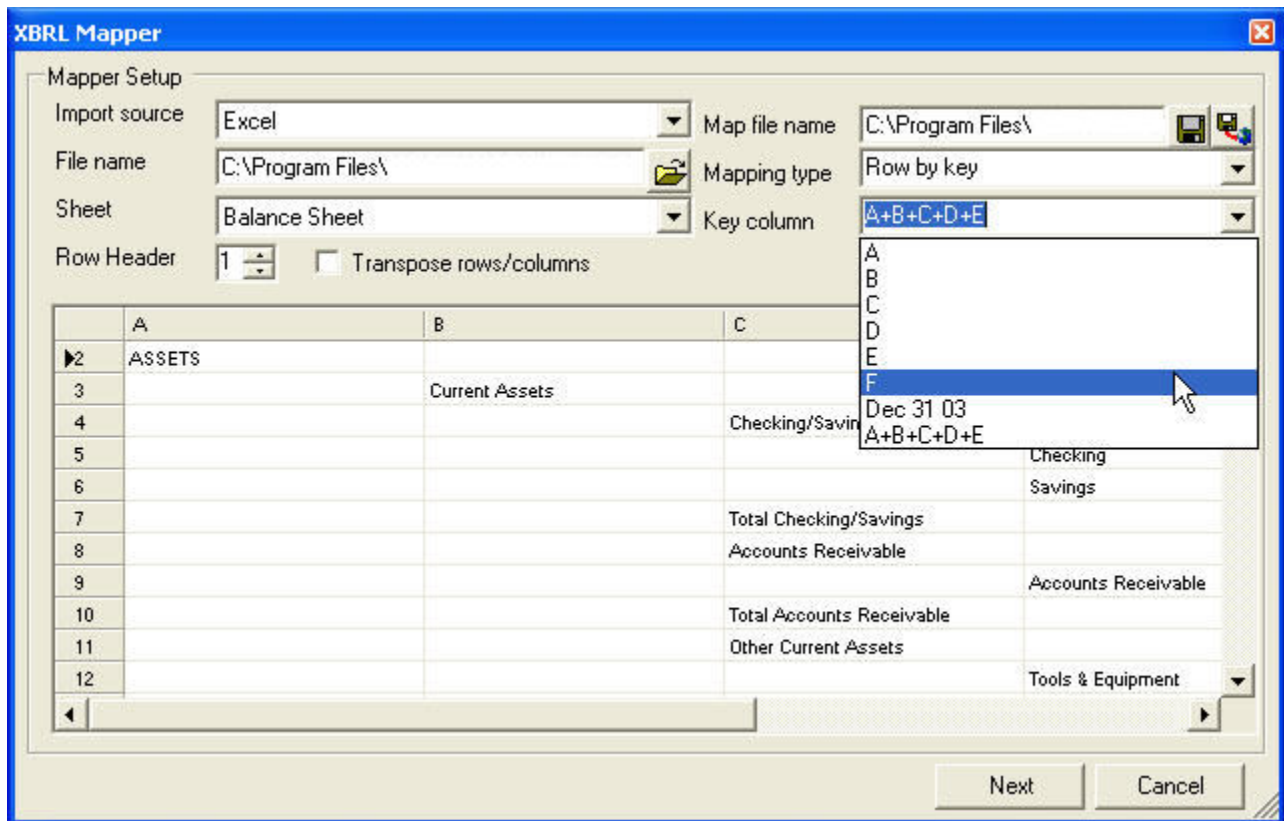 XBRL Mapper
Mapper Setup
Import source Excel Map file name C:\Program Files\
File name C:\Program Files\ Mapping type Row by key
Sheet Balance Sheet Key column A+B+C+D+E
Row Header 1 Transpose rows/columns
A
B
C
D
E
F
Dec 31 03
A+B+C+D+E
A B C
2 ASSETS
3 Current Assets
4 Checking/Savin
5 Checking
6 Savings
7 Total Checking/Savings
8 Accounts Receivable
9 Accounts Receivable
10 Total Accounts Receivable
11 Other Current Assets
12 Tools & Equipment
Next Cancel